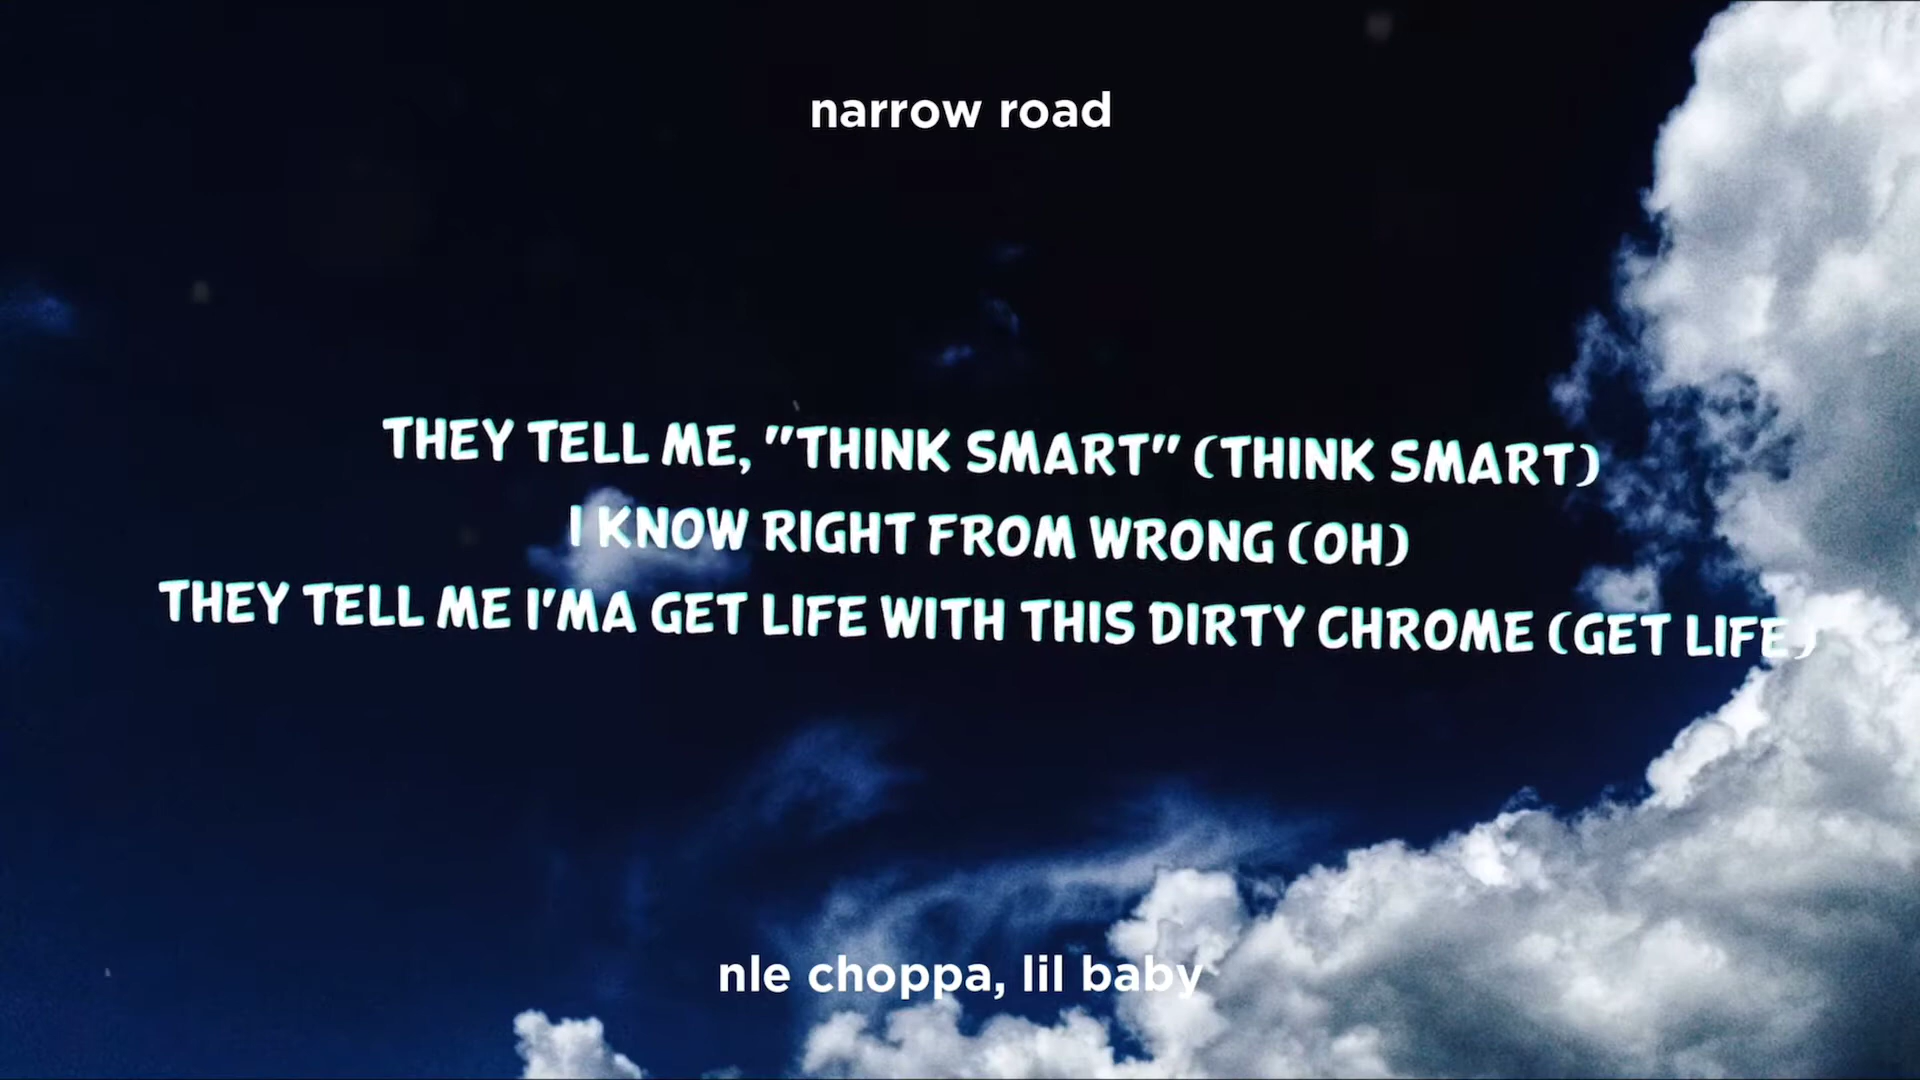 narrow road
THEY TELL ME, "THINK SMART" (THINK SMART)
I KNOW RIGHT FROM WRONG (OH)
THEY TELL ME I'MA GET LIFE WITH THIS DIRTY CHROME (GET LIFE)
nle choppa, lil baby